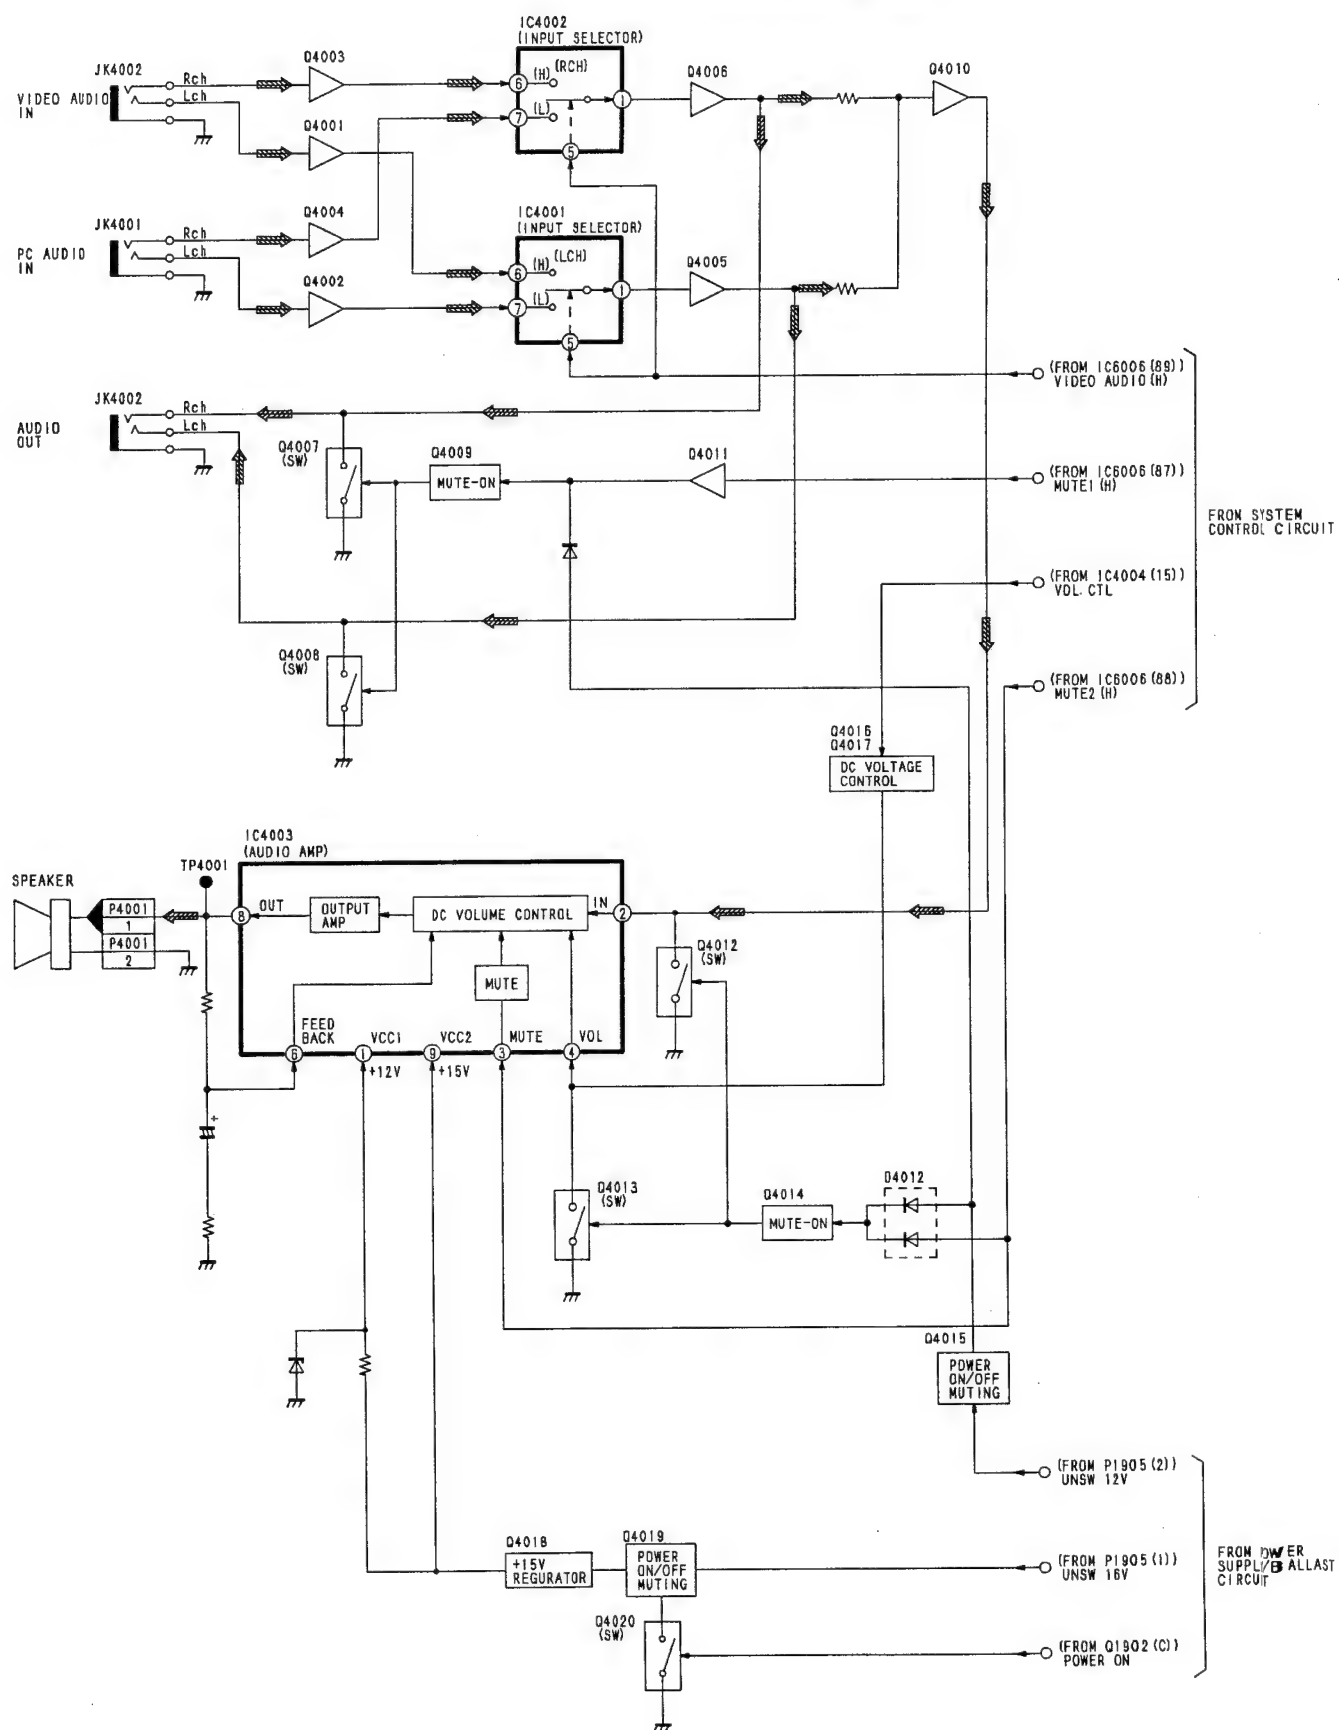 IC4002
(INPUT SELECTOR)
Q4003
JK4002
Rch
Lch
VIDEO AUDIO
IN
Q4001
6
(H)
(RCH)
7
(L)
1
5
Q4006
Q4010
JK4001
Rch
Lch
PC AUDIO
IN
Q4004
Q4002
IC4001
(INPUT SELECTOR)
6
(H)
(LCH)
7
(L)
1
5
Q4005
(FROM IC6006(89))
VIDEO AUDIO(H)
JK4002
Rch
Lch
AUDIO
OUT
Q4007
(SW)
Q4009
MUTE-ON
Q4011
(FROM IC6006(87))
MUTE1(H)
FROM SYSTEM
CONTROL CIRCUIT
(FROM IC4004(15))
VOL.CTL
Q4008
(SW)
(FROM IC6006(88))
MUTE2(H)
Q4016
Q4017
DC VOLTAGE
CONTROL
IC4003
(AUDIO AMP)
TP4001
SPEAKER
P4001
1
P4001
2
8
OUT
OUTPUT
AMP
DC VOLUME CONTROL
IN
2
Q4012
(SW)
MUTE
FEED
BACK
VCC1
VCC2
MUTE
VOL
6
1
9
3
4
+12V
+15V
+
Q4013
(SW)
Q4014
MUTE-ON
D4012
Q4015
POWER
ON/OFF
MUTING
(FROM P1905(2))
UNSW 12V
Q4018
+15V
REGURATOR
Q4019
POWER
ON/OFF
MUTING
(FROM P1905(1))
UNSW 16V
FROM
SUPPLY/BALLAST
CIRCUIT
Q4020
(SW)
(FROM Q1902(C))
POWER ON